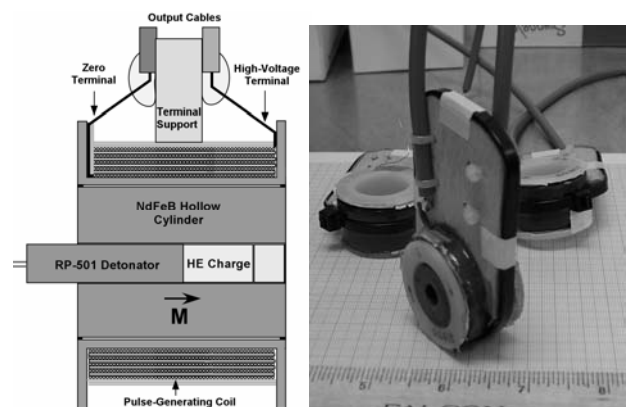 Output Cables
Zero
Terminal
High-Voltage
Terminal
Terminal
Support
NdFeB Hollow
Cylinder
RP-501 Detonator
HE Charge
M
Pulse-Generating Coil
5
6
7
8